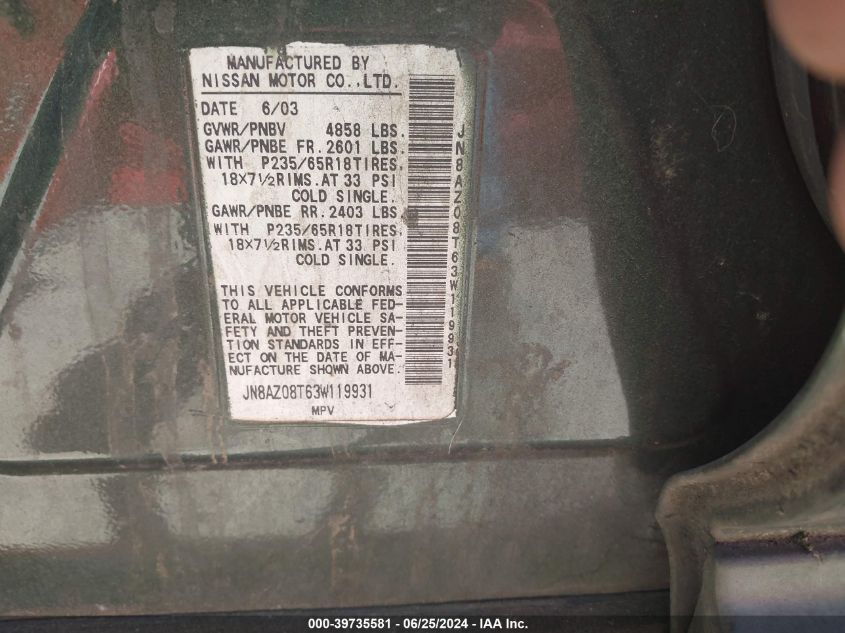 MANUFACTURED BY
NISSAN MOTOR CO.,LTD.
DATE 6/03
GVWR/PNBV 4858 LBS.
GAWR/PNBE FR. 2601 LBS.
WITH P235/65R18TIRES.
18×7½RIMS.AT 33 PSI
COLD SINGLE.
GAWR/PNBE RR. 2403 LBS
WITH P235/65R18TIRES.
18×7½RIMS.AT 33 PSI
COLD SINGLE.
THIS VEHICLE CONFORMS
TO ALL APPLICABLE FED-
ERAL MOTOR VEHICLE SA-
FETY AND THEFT PREVEN-
TION STANDARDS IN EFF-
ECT ON THE DATE OF MA-
NUFACTURE SHOWN ABOVE.
JN8AZ08T63W119931
MPV
JN8AZ08T63W119931
000-39735581 - 06/25/2024 - IAA Inc.